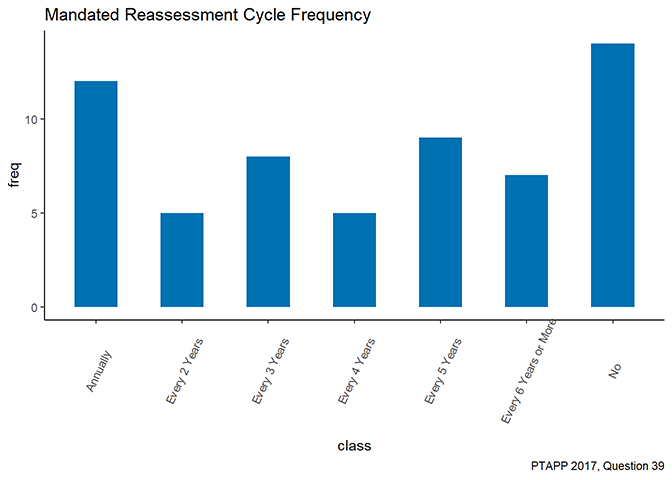 Mandated Reassessment Cycle Frequency
freq
10
5
0
Annually
Every 2 Years
Every 3 Years
Every 4 Years
Every 5 Years
Every 6 Years or More
No
class
PTAPP 2017, Question 39